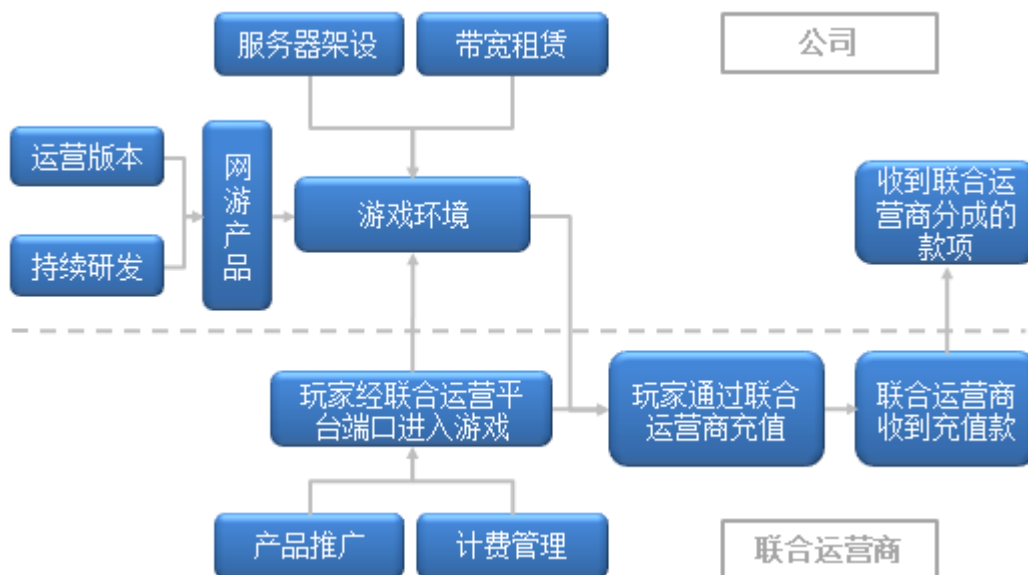 服务器架设
带宽租赁
公司
运营版本
持续研发
网
游
产
品
游戏环境
收到联合运
营商分成的
款项
玩家经联合运营平
台端口进入游戏
玩家通过联合
运营商充值
联合运营商
收到充值款
产品推广
计费管理
联合运营商